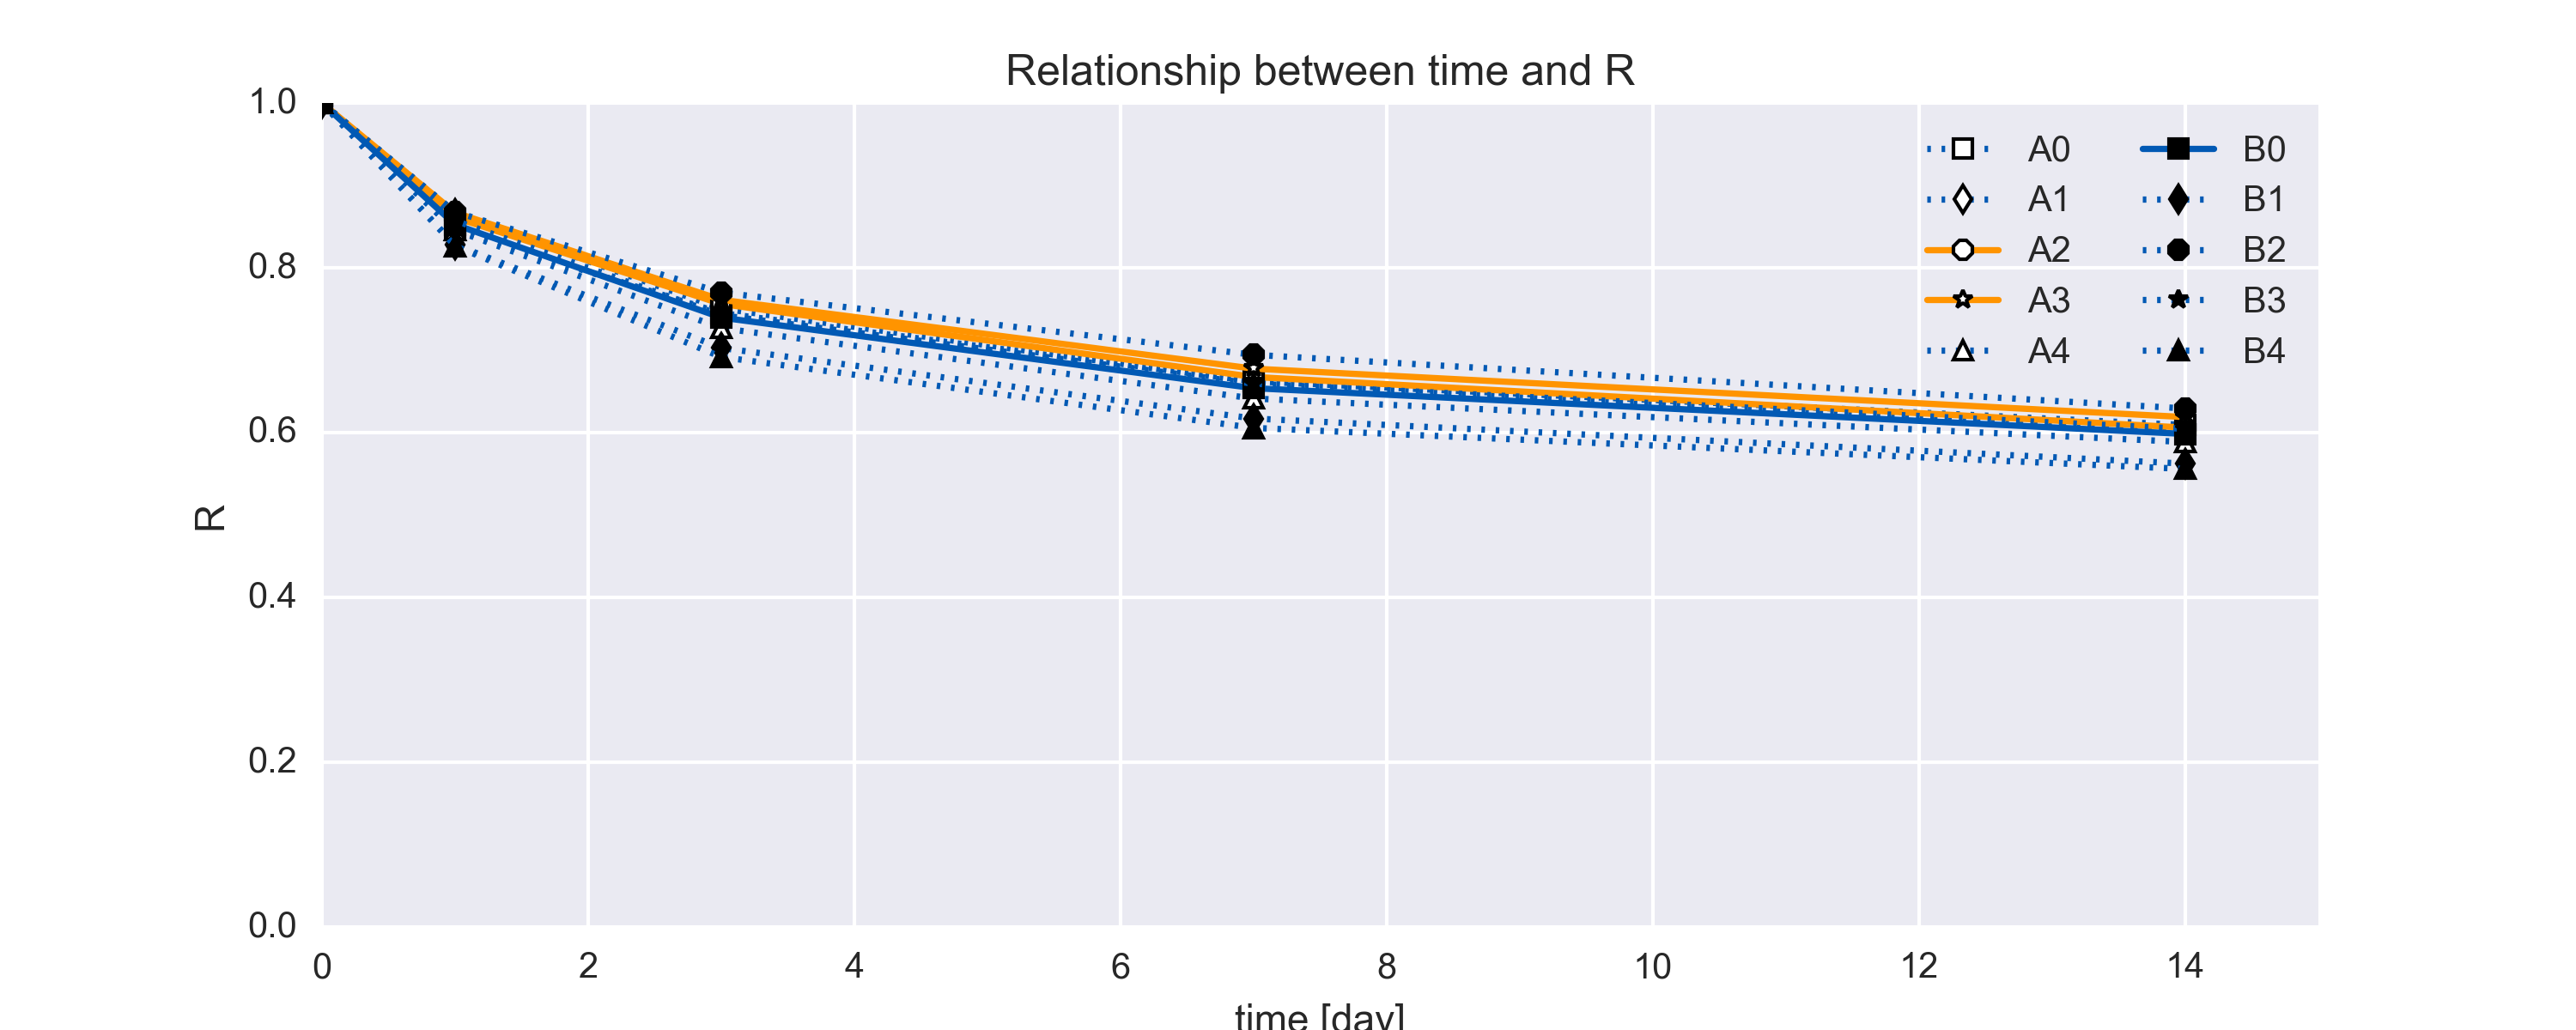 Relationship between time and R
1.0
0.8
0.6
0.4
0.2
0.0
R
0 2 4 6 8 10 12 14
time [day]
A0 B0
A1 B1
A2 B2
A3 B3
A4 B4